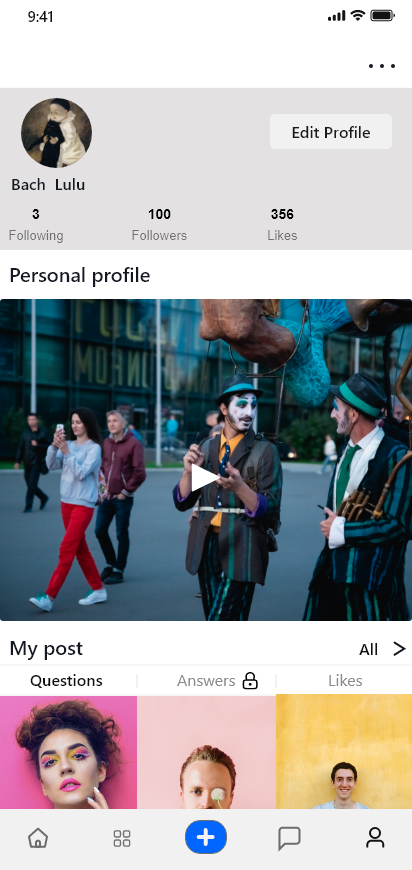 9:41
Edit Profile
Bach Lulu
3 100 356
Following Followers Likes
Personal profile
My post All
Questions Answers Likes